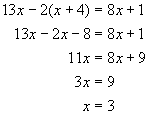 13x − 2(x + 4) = 8x + 1
13x − 2x − 8 = 8x + 1
11x = 8x + 9
3x = 9
x = 3